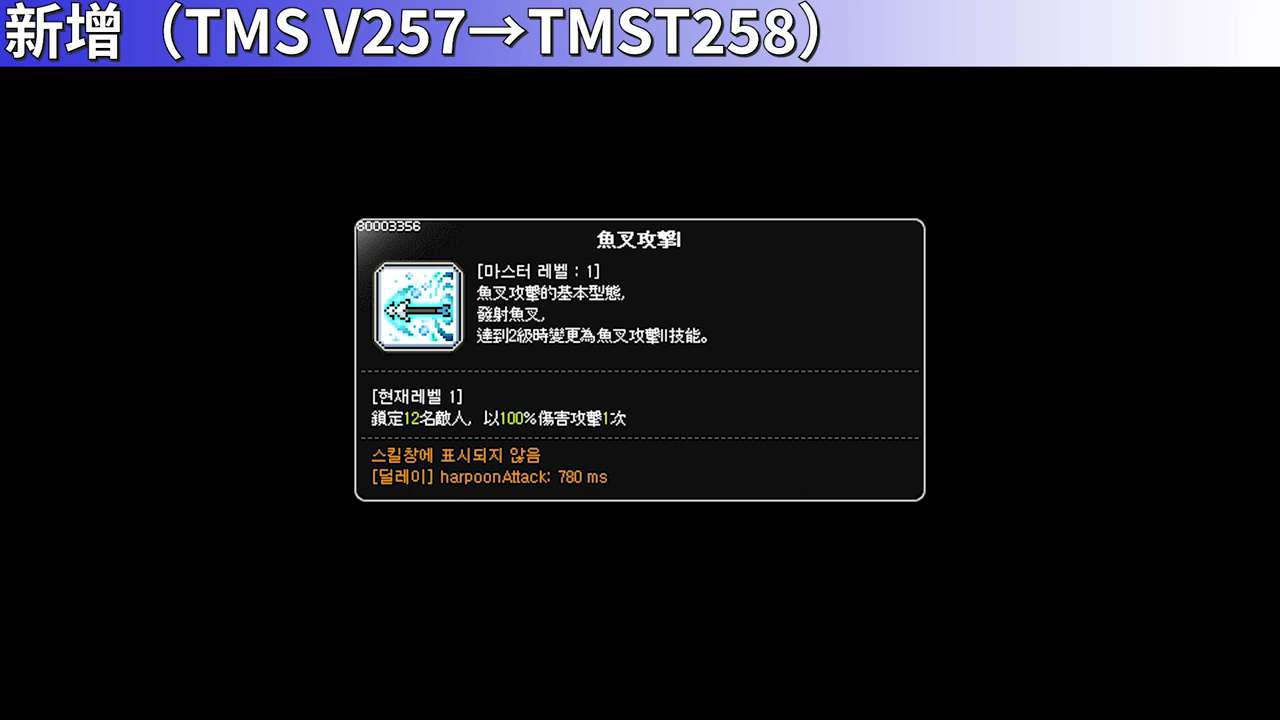 新增（TMS V257→TMST258）
80003356
魚叉攻擊I
[마스터 레벨 : 1]
魚叉攻擊的基本型態,
發射魚叉,
達到2級時變更為魚叉攻擊II技能。
[현재레벨 1]
鎖定12名敵人, 以100%傷害攻擊1次
스킬창에 표시되지 않음
[딜레이] harpoonAttack: 780 ms